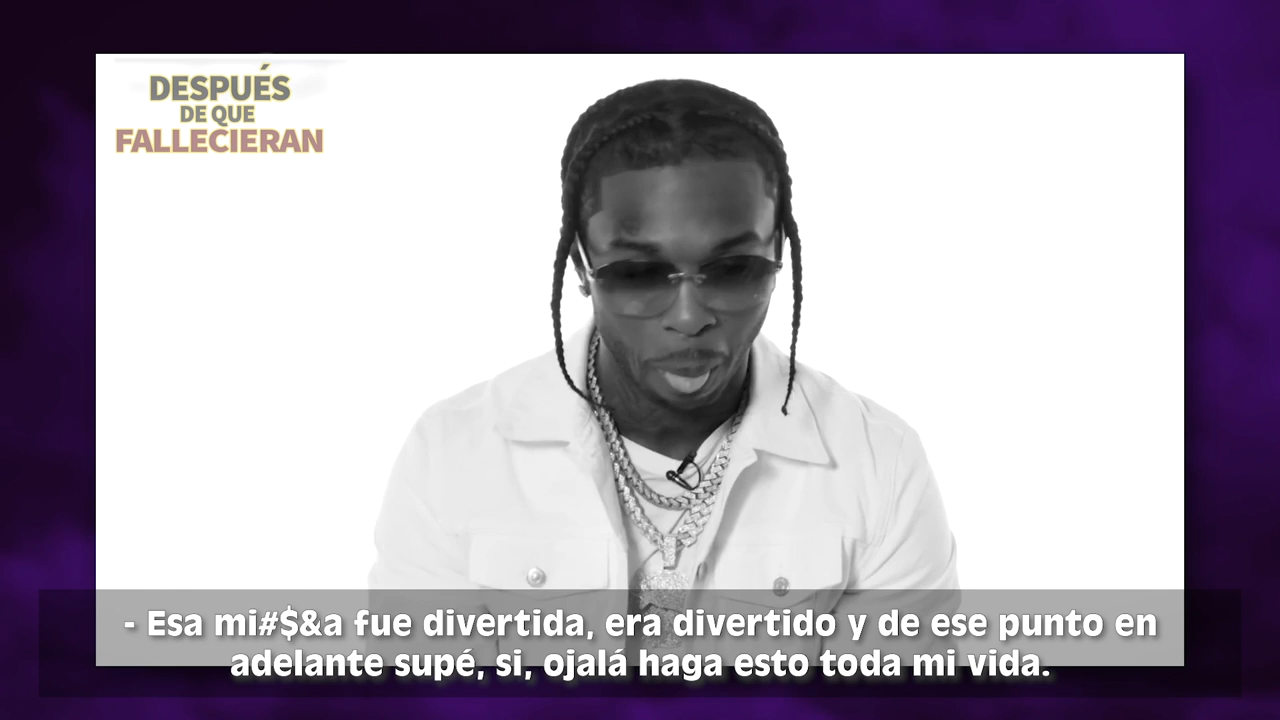 DESPUÉS
DE QUE
FALLECIERAN
- Esa mi#$&a fue divertida, era divertido y de ese punto en
adelante supé, si, ojalá haga esto toda mi vida.